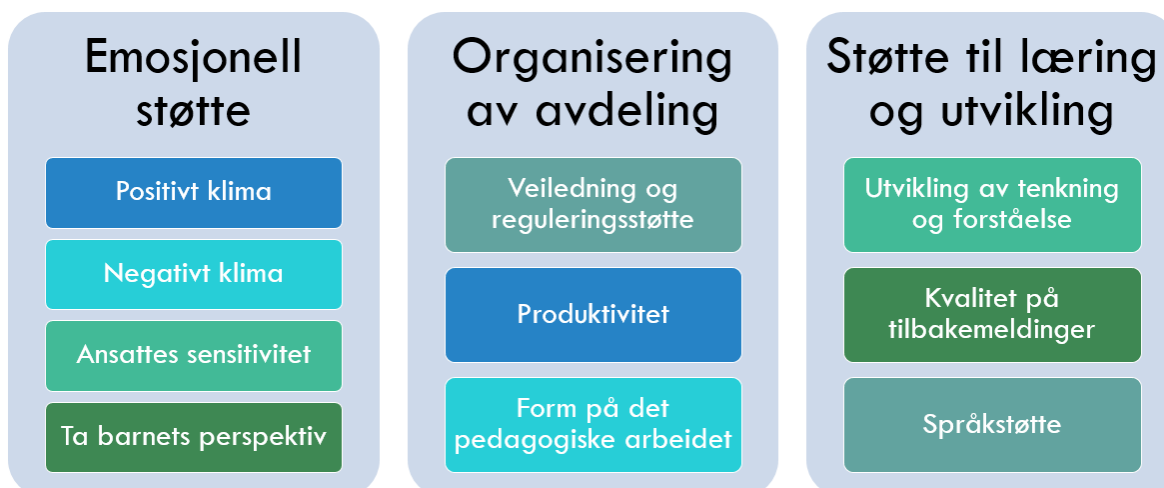 Emosjonell
støtte
Positivt klima
Negativt klima
Ansattes sensitivitet
Ta barnets perspektiv
Organisering
av avdeling
Veiledning og
reguleringsstøtte
Produktivitet
Form på det
pedagogiske arbeidet
Støtte til læring
og utvikling
Utvikling av tenkning
og forståelse
Kvalitet på
tilbakemeldinger
Språkstøtte